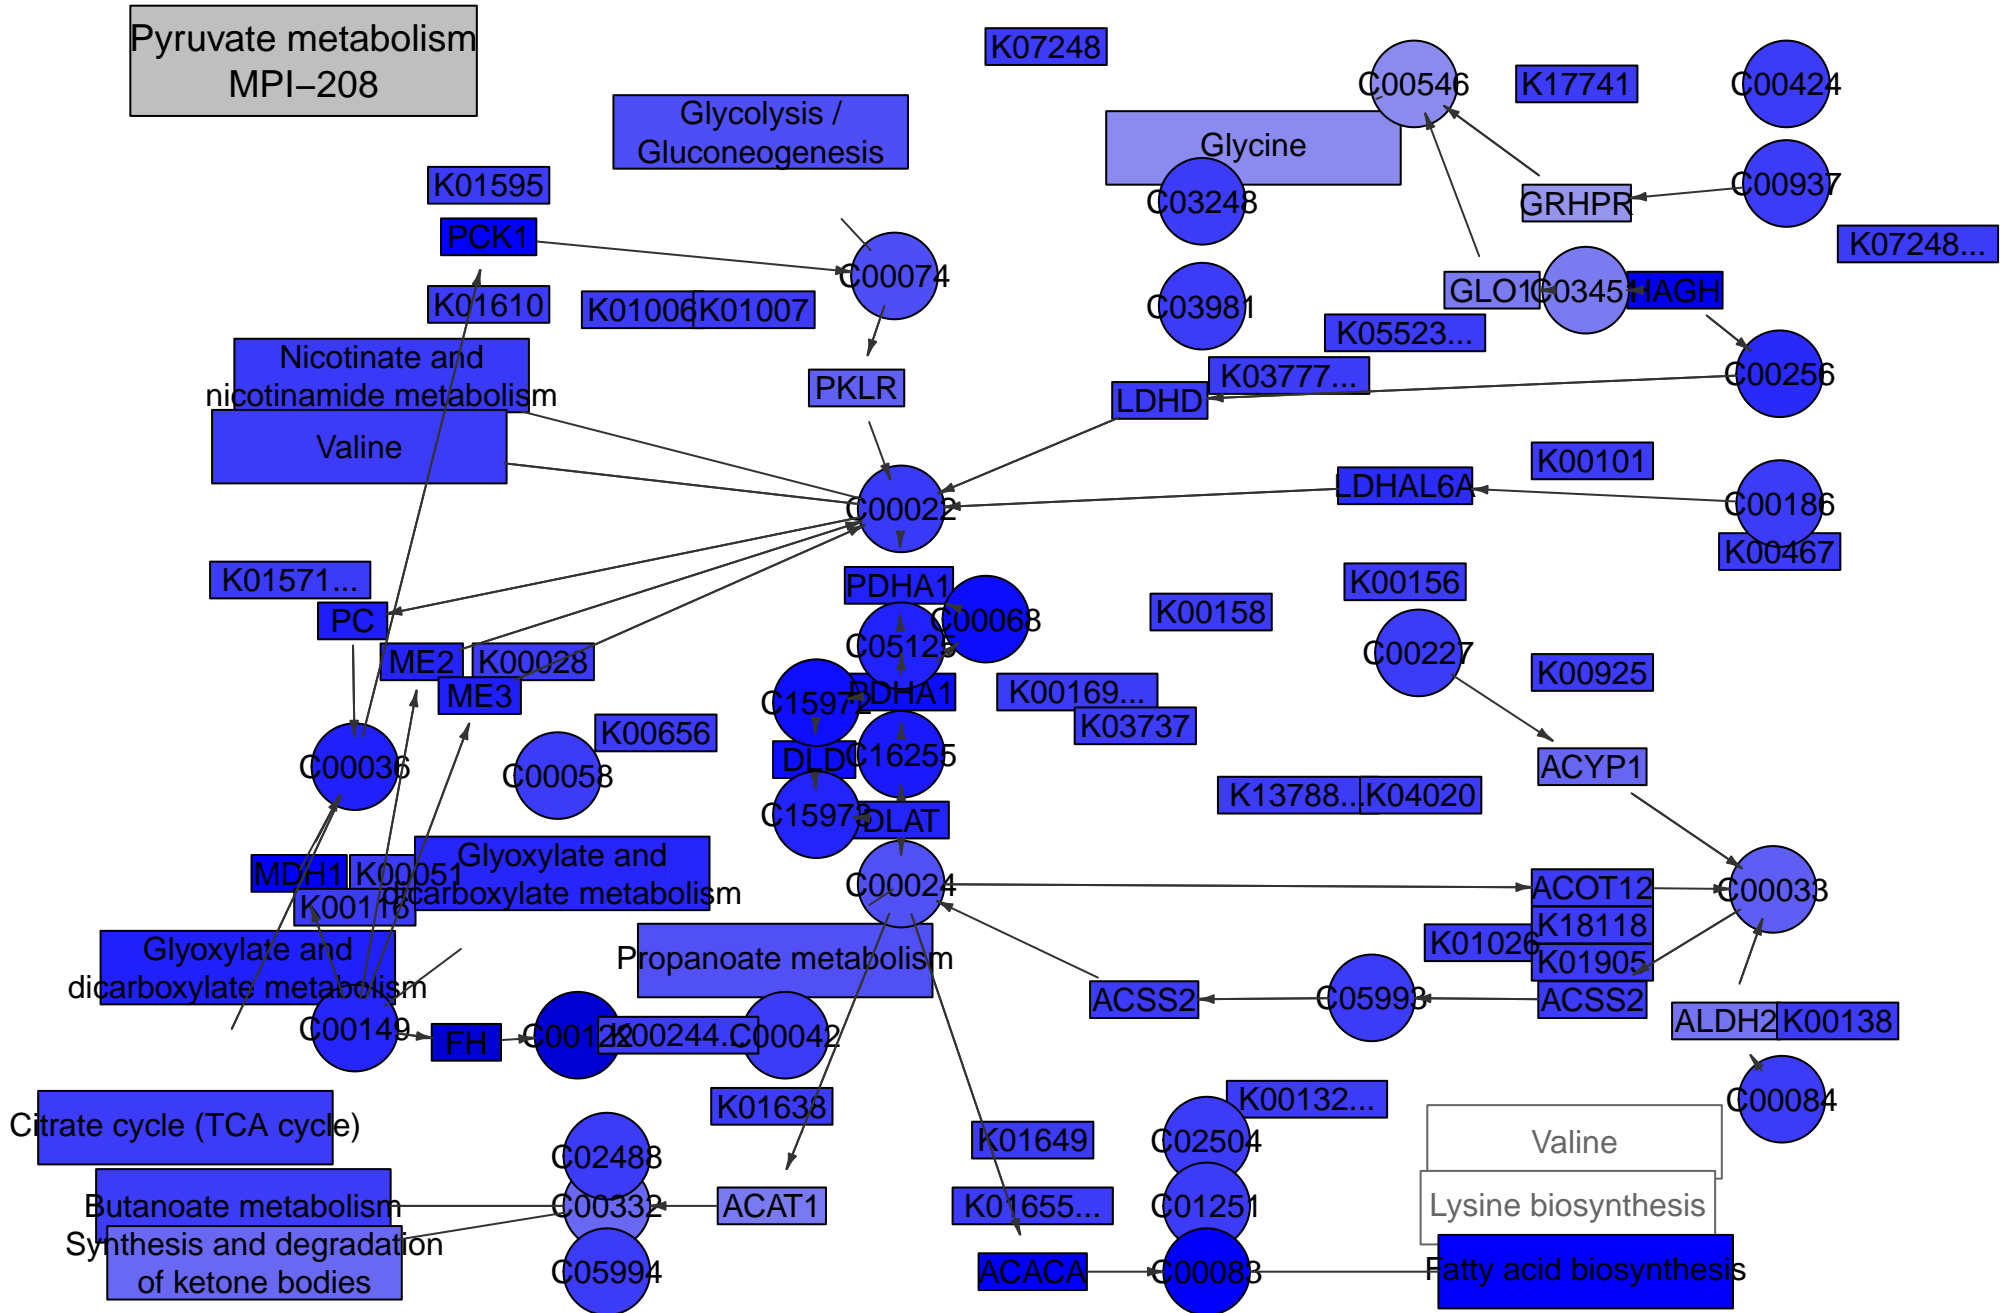 Pyruvate metabolism
MPI−208
K07248
C00546
K17741
C00424
Glycolysis /
Gluconeogenesis
Glycine
K01595
C03248
GRHPR
C00937
PCK1
K07248...
C00074
GLO1
C03451
HAGH
K01610
K01006
K01007
C03981
K05523...
Nicotinate and
nicotinamide metabolism
PKLR
K03777...
C00256
LDHD
Valine
K00101
LDHAL6A
C00022
C00186
K00467
K01571...
PDHA1
K00156
PC
C00068
K00158
C05125
C00227
ME2
K00028
K00925
ME3
C15972
PDHA1
K00169...
K03737
K00656
C00036
C00058
DLD
C16255
ACYP1
K13788...
K04020
C15973
DLAT
MDH1
K00051
Glyoxylate and
dicarboxylate metabolism
C00024
ACOT12
C00033
K00116
K18118
K01026
Glyoxylate and
dicarboxylate metabolism
Propanoate metabolism
K01905
C00149
FH
C00122
K00244...
C00042
ACSS2
C05993
ACSS2
ALDH2
K00138
K01638
K00132...
C00084
Citrate cycle (TCA cycle)
K01649
C02504
Valine
C02488
Butanoate metabolism
C00332
ACAT1
K01655...
C01251
Lysine biosynthesis
Synthesis and degradation
of ketone bodies
C05994
ACACA
C00083
Fatty acid biosynthesis